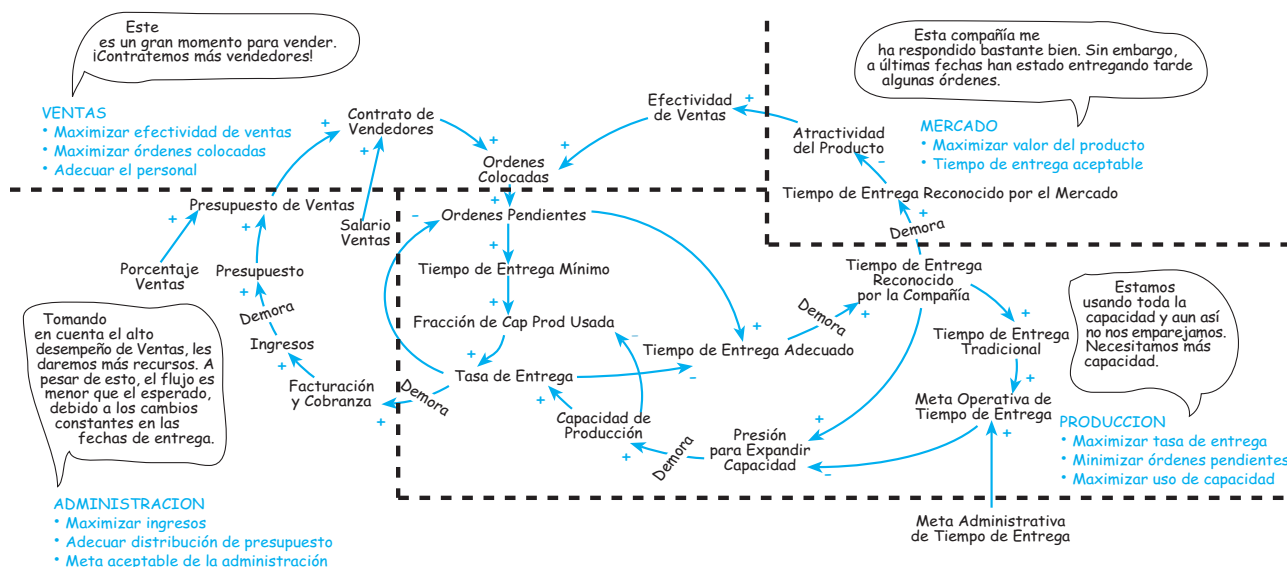 Este
es un gran momento para vender.
¡Contratemos más vendedores!
VENTAS
• Maximizar efectividad de ventas
• Maximizar órdenes colocadas
• Adecuar el personal
Contrato de
Vendedores
+
+
+
Efectividad
de Ventas
+
+
Ordenes
Colocadas
Esta compañía me
ha respondido bastante bien. Sin embargo,
a últimas fechas han estado entregando tarde
algunas órdenes.
MERCADO
• Maximizar valor del producto
• Tiempo de entrega aceptable
Atractividad
del Producto
–
Tiempo de Entrega Reconocido por el Mercado
+
Demora
Presupuesto de Ventas
+
+
Salario
Ventas
Porcentaje
Ventas
Presupuesto
+
Demora
Ingresos
+
Facturación
y Cobranza
+
Demora
+
–
Ordenes Pendientes
+
Tiempo de Entrega Mínimo
+
Fracción de Cap Prod Usada
–
+
Tasa de Entrega
+
Capacidad de
Producción
+
Demora
Presión
para Expandir
Capacidad
+
–
+
Tiempo de Entrega Adecuado
–
Demora
+
Tiempo de Entrega
Reconocido
por la Compañía
+
Tiempo de Entrega
Tradicional
+
Meta Operativa de
Tiempo de Entrega
+
Meta Administrativa
de Tiempo de Entrega
Estamos
usando toda la
capacidad y aun así
no nos emparejamos.
Necesitamos más
capacidad.
PRODUCCION
• Maximizar tasa de entrega
• Minimizar órdenes pendientes
• Maximizar uso de capacidad
Tomando
en cuenta el alto
desempeño de Ventas, les
daremos más recursos. A
pesar de esto, el flujo es
menor que el esperado,
debido a los cambios
constantes en las
fechas de entrega.
ADMINISTRACION
• Maximizar ingresos
• Adecuar distribución de presupuesto
• Meta aceptable de la administración